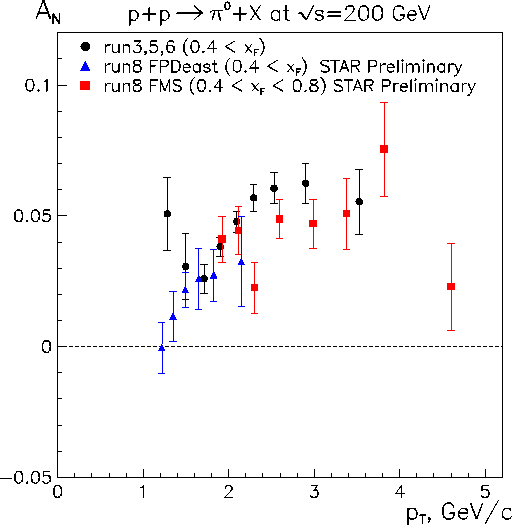 A_N p+p → π⁰+X at √s=200 GeV
run3,5,6 (0.4 < x_F)
run8 FPDeast (0.4 < x_F) STAR Preliminary
run8 FMS (0.4 < x_F < 0.8) STAR Preliminary
0.1
0.05
0
−0.05
0 1 2 3 4 5
p_T, GeV/c